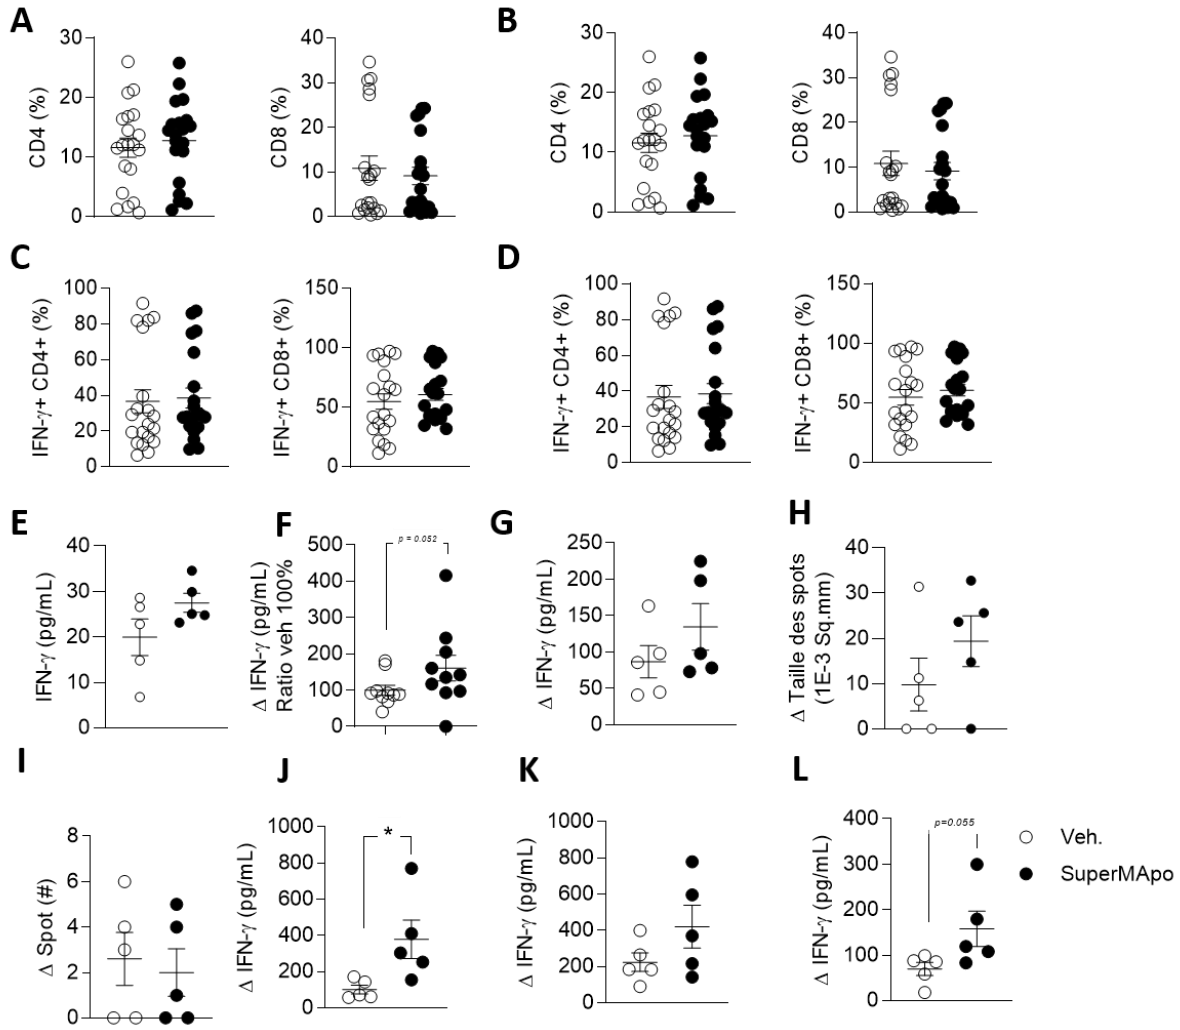 A
B
30
20
10
0
CD4 (%)
40
30
20
10
0
CD8 (%)
30
20
10
0
CD4 (%)
40
30
20
10
0
CD8 (%)
C
D
100
80
60
40
20
0
IFN-γ+ CD4+ (%)
150
100
50
0
IFN-γ+ CD8+ (%)
100
80
60
40
20
0
IFN-γ+ CD4+ (%)
150
100
50
0
IFN-γ+ CD8+ (%)
E
F
G
H
40
30
20
10
0
IFN-γ (pg/mL)
500
400
300
200
100
0
Δ IFN-γ (pg/mL)
Ratio veh 100%
p = 0.052
250
200
150
100
50
0
Δ IFN-γ (pg/mL)
40
30
20
10
0
Δ Taille des spots
(1E-3 Sq.mm)
I
J
K
L
8
6
4
2
0
Δ Spot (#)
1000
800
600
400
200
0
Δ IFN-γ (pg/mL)
*
1000
800
600
400
200
0
Δ IFN-γ (pg/mL)
400
300
200
100
0
Δ IFN-γ (pg/mL)
p=0.055
Veh.
SuperMApo